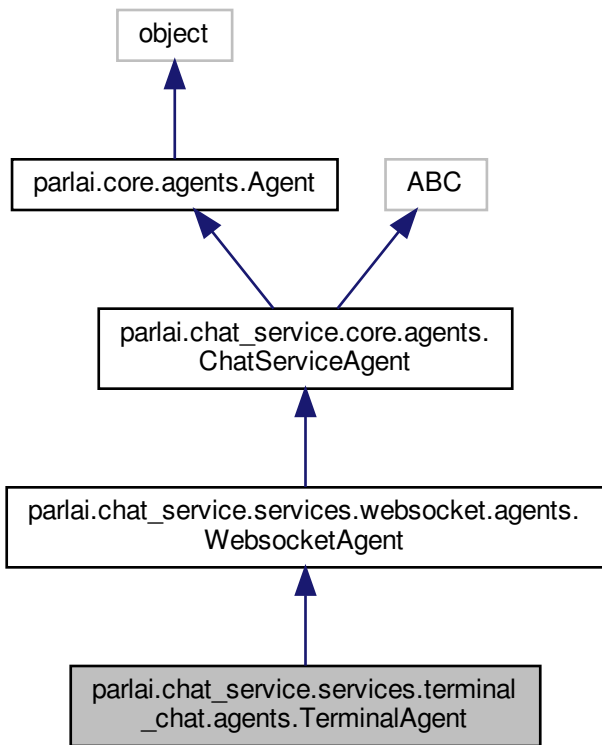 object
parlai.core.agents.Agent
ABC
parlai.chat_service.core.agents.
ChatServiceAgent
parlai.chat_service.services.websocket.agents.
WebsocketAgent
parlai.chat_service.services.terminal
_chat.agents.TerminalAgent